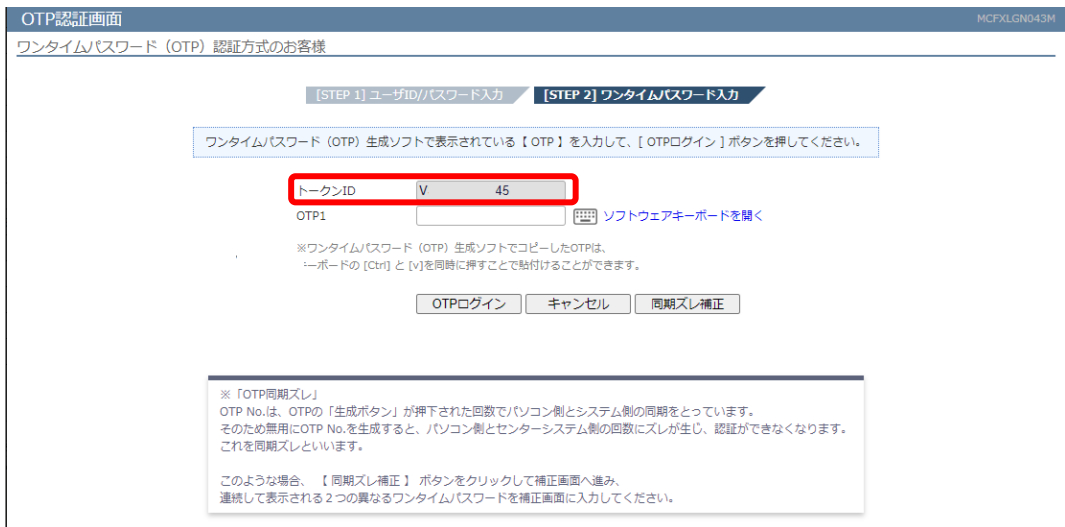 OTP認証画面
MCFXLGN043M
ワンタイムパスワード（OTP）認証方式のお客様
[STEP 1] ユーザID/パスワード入力
[STEP 2] ワンタイムパスワード入力
ワンタイムパスワード（OTP）生成ソフトで表示されている【 OTP 】を入力して、[ OTPログイン ] ボタンを押してください。
トークンID V 45
OTP1 ソフトウェアキーボードを開く
※ワンタイムパスワード（OTP）生成ソフトでコピーしたOTPは、
ーボードの [Ctrl] と [v]を同時に押すことで貼付けることができます。
OTPログイン キャンセル 同期ズレ補正
※「OTP同期ズレ」
OTP No.は、OTPの「生成ボタン」が押下された回数でパソコン側とシステム側の同期をとっています。
そのため無用にOTP No.を生成すると、パソコン側とセンターシステム側の回数にズレが生じ、認証ができなくなります。
これを同期ズレといいます。
このような場合、 【 同期ズレ補正 】 ボタンをクリックして補正画面へ進み、
連続して表示される２つの異なるワンタイムパスワードを補正画面に入力してください。